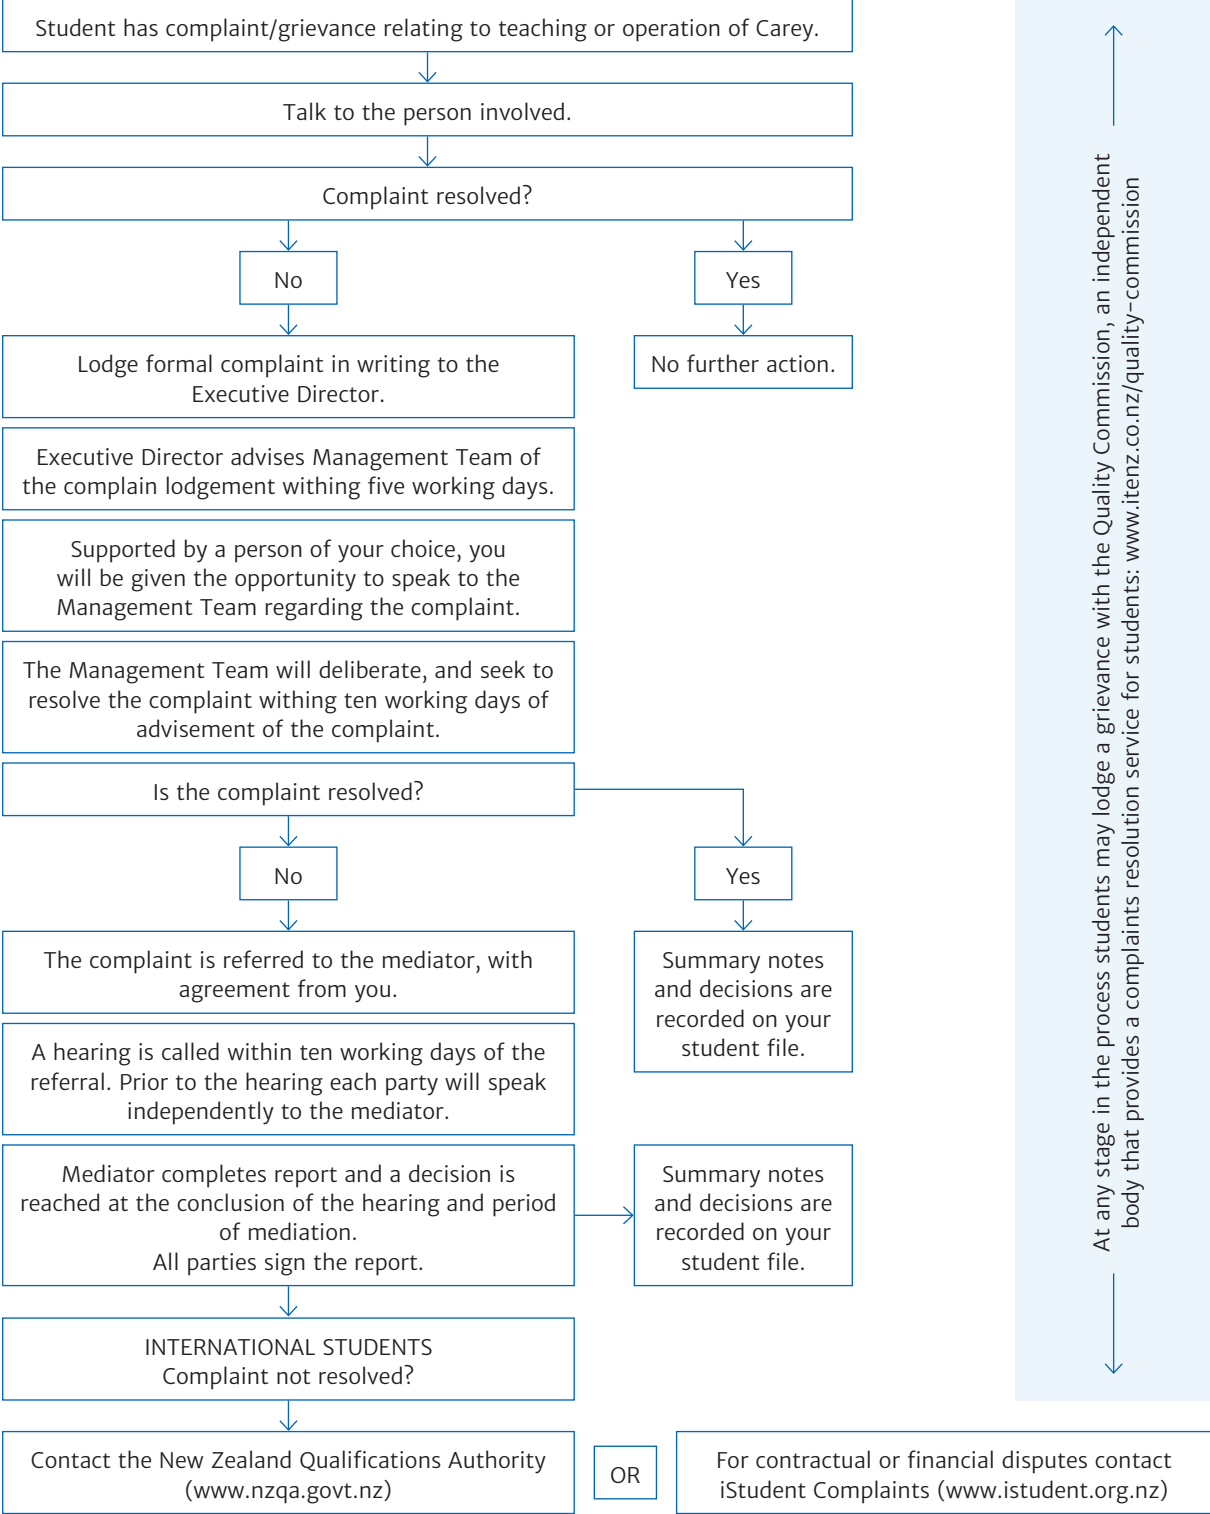 Student has complaint/grievance relating to teaching or operation of Carey.
Talk to the person involved.
Complaint resolved?
No
Yes
Lodge formal complaint in writing to the
Executive Director.
No further action.
Executive Director advises Management Team of
the complain lodgement withing five working days.
Supported by a person of your choice, you
will be given the opportunity to speak to the
Management Team regarding the complaint.
The Management Team will deliberate, and seek to
resolve the complaint withing ten working days of
advisement of the complaint.
Is the complaint resolved?
No
Yes
The complaint is referred to the mediator, with
agreement from you.
Summary notes
and decisions are
recorded on your
student file.
A hearing is called within ten working days of the
referral. Prior to the hearing each party will speak
independently to the mediator.
Mediator completes report and a decision is
reached at the conclusion of the hearing and period
of mediation.
All parties sign the report.
Summary notes
and decisions are
recorded on your
student file.
INTERNATIONAL STUDENTS
Complaint not resolved?
Contact the New Zealand Qualifications Authority
(www.nzqa.govt.nz)
OR
For contractual or financial disputes contact
iStudent Complaints (www.istudent.org.nz)
At any stage in the process students may lodge a grievance with the Quality Commission, an independent
body that provides a complaints resolution service for students: www.itenz.co.nz/quality-commission